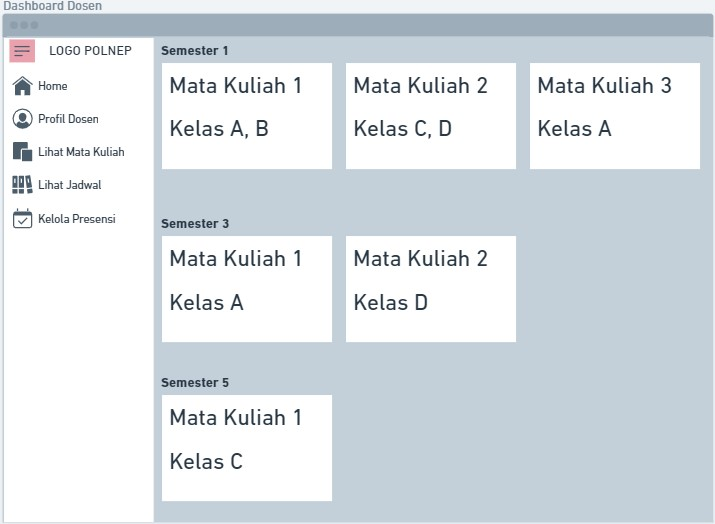 Dashboard Dosen
LOGO POLNEP
Home
Profil Dosen
Lihat Mata Kuliah
Lihat Jadwal
Kelola Presensi
Semester 1
Mata Kuliah 1
Kelas A, B
Mata Kuliah 2
Kelas C, D
Mata Kuliah 3
Kelas A
Semester 3
Mata Kuliah 1
Kelas A
Mata Kuliah 2
Kelas D
Semester 5
Mata Kuliah 1
Kelas C